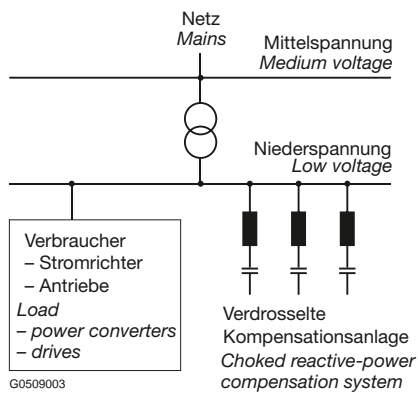 Netz
Mains
Mittelspannung
Medium voltage
Niederspannung
Low voltage
Verbraucher
– Stromrichter
– Antriebe
Load
– power converters
– drives
Verdrosselte
Kompensationsanlage
Choked reactive-power
compensation system
G0509003